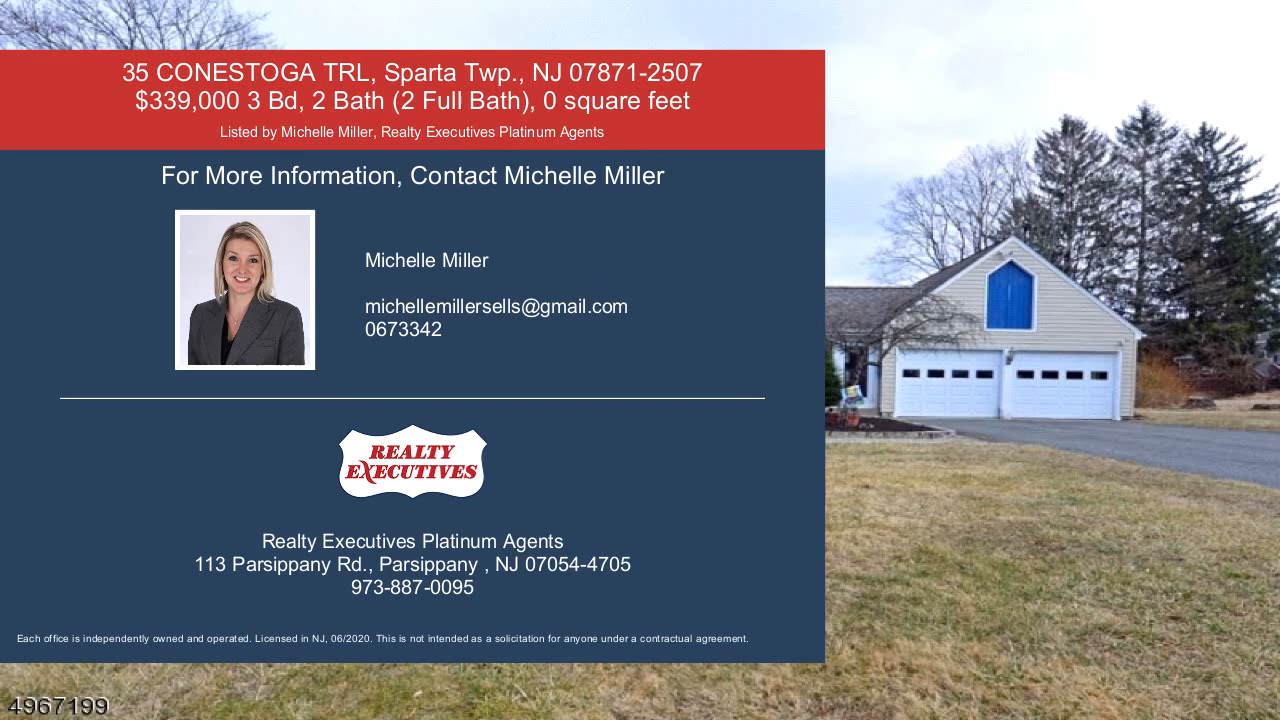 35 CONESTOGA TRL, Sparta Twp., NJ 07871-2507
$339,000 3 Bd, 2 Bath (2 Full Bath), 0 square feet
Listed by Michelle Miller, Realty Executives Platinum Agents
For More Information, Contact Michelle Miller
Michelle Miller
michellemillersells@gmail.com
0673342
REALTY
EXECUTIVES
Realty Executives Platinum Agents
113 Parsippany Rd., Parsippany , NJ 07054-4705
973-887-0095
Each office is independently owned and operated. Licensed in NJ, 06/2020. This is not intended as a solicitation for anyone under a contractual agreement.
4967199